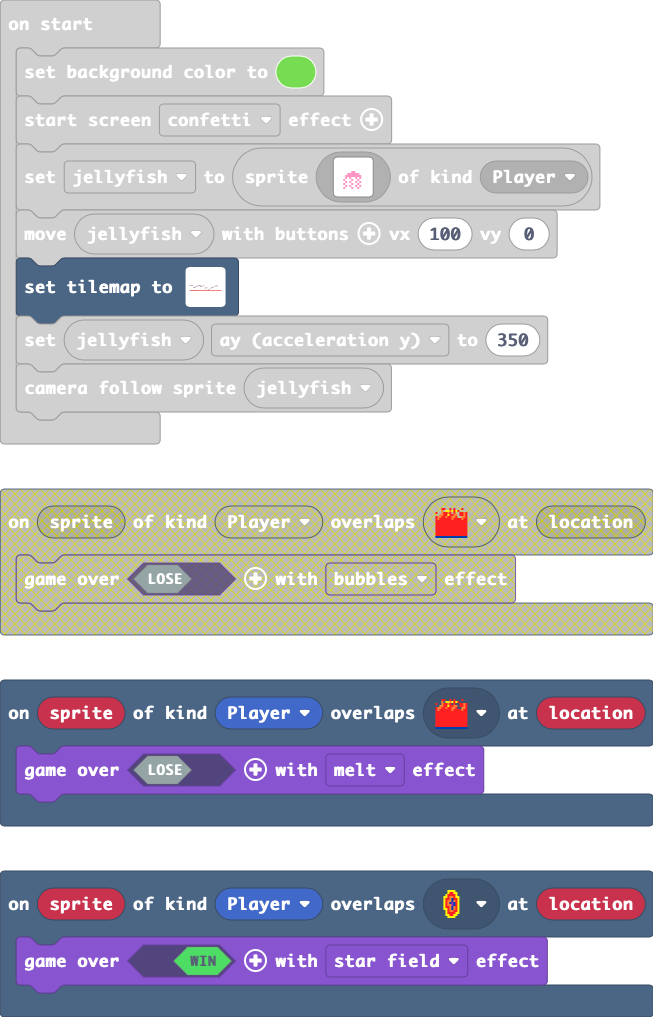 on start
set background color to
start screen confetti effect
set jellyfish to sprite of kind Player
move jellyfish with buttons vx 100 vy 0
set tilemap to
set jellyfish ay (acceleration y) to 350
camera follow sprite jellyfish
on sprite of kind Player overlaps at location
game over LOSE with bubbles effect
on sprite of kind Player overlaps at location
game over LOSE with melt effect
on sprite of kind Player overlaps at location
game over WIN with star field effect